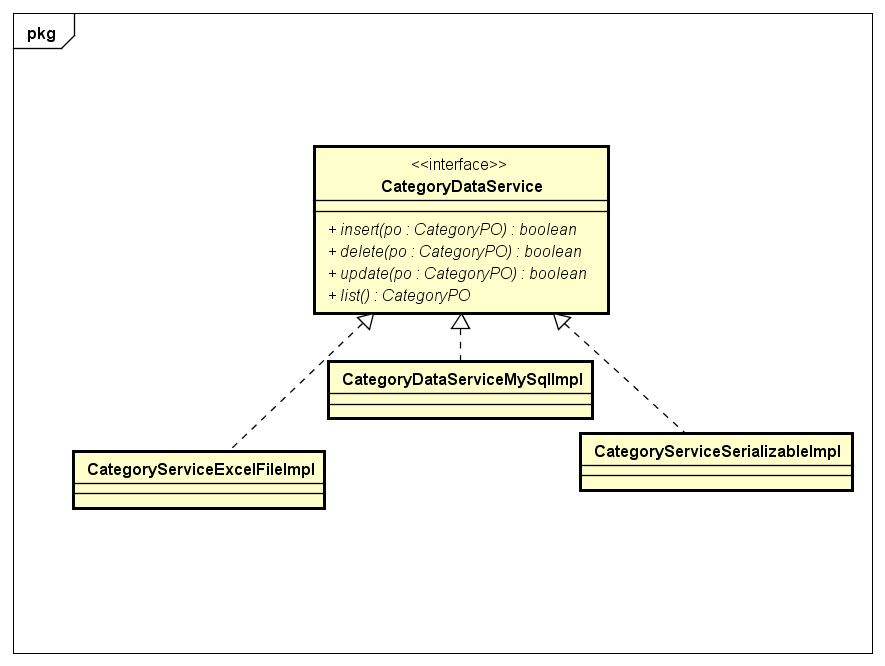 pkg
<<interface>>
CategoryDataService
+ insert(po : CategoryPO) : boolean
+ delete(po : CategoryPO) : boolean
+ update(po : CategoryPO) : boolean
+ list() : CategoryPO
CategoryDataServiceMySqlImpl
CategoryServiceExcelFileImpl
CategoryServiceSerializableImpl